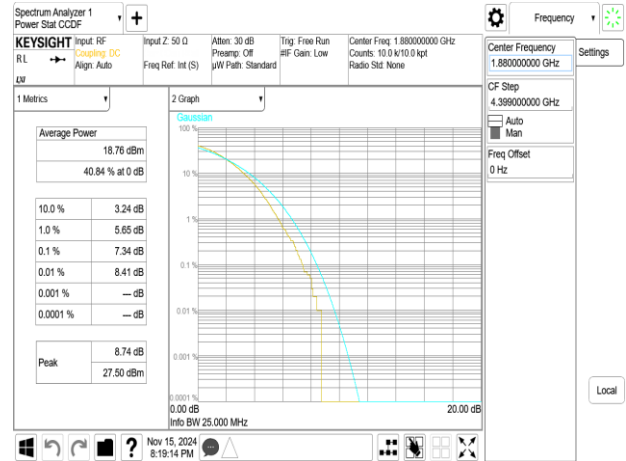 Spectrum Analyzer 1
Power Stat CCDF
Frequency
KEYSIGHT
RL
LXI
Input: RF
Coupling: DC
Align: Auto
Input Z: 50 Ω
Freq Ref: Int (S)
Atten: 30 dB
Preamp: Off
µW Path: Standard
Trig: Free Run
#IF Gain: Low
Center Freq: 1.880000000 GHz
Counts: 10.0 k/10.0 kpt
Radio Std: None
Center Frequency
1.880000000 GHz
Settings
CF Step
4.399000000 GHz
Auto
Man
Freq Offset
0 Hz
1 Metrics
Average Power
18.76 dBm
40.84 % at 0 dB
10.0 % 3.24 dB
1.0 % 5.65 dB
0.1 % 7.34 dB
0.01 % 8.41 dB
0.001 % — dB
0.0001 % — dB
Peak 8.74 dB
27.50 dBm
2 Graph
Gaussian
100 %
10 %
1 %
0.1 %
0.01 %
0.001 %
0.0001 %
0.00 dB 20.00 dB
Info BW 25.000 MHz
Local
Nov 15, 2024
8:19:14 PM